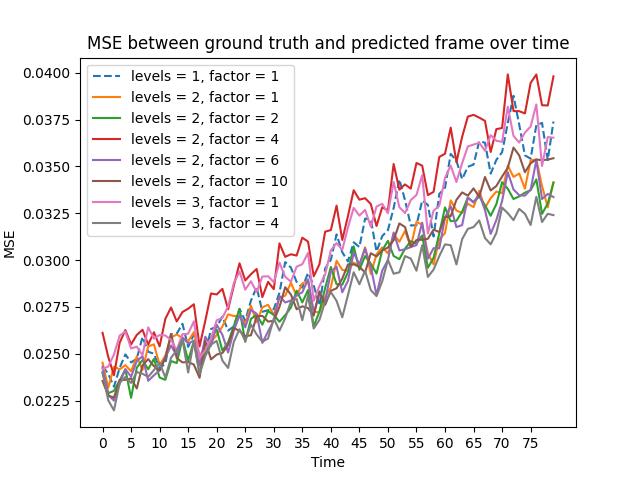 MSE between ground truth and predicted frame over time
levels = 1, factor = 1
levels = 2, factor = 1
levels = 2, factor = 2
levels = 2, factor = 4
levels = 2, factor = 6
levels = 2, factor = 10
levels = 3, factor = 1
levels = 3, factor = 4
MSE
0.0400
0.0375
0.0350
0.0325
0.0300
0.0275
0.0250
0.0225
0 5 10 15 20 25 30 35 40 45 50 55 60 65 70 75
Time